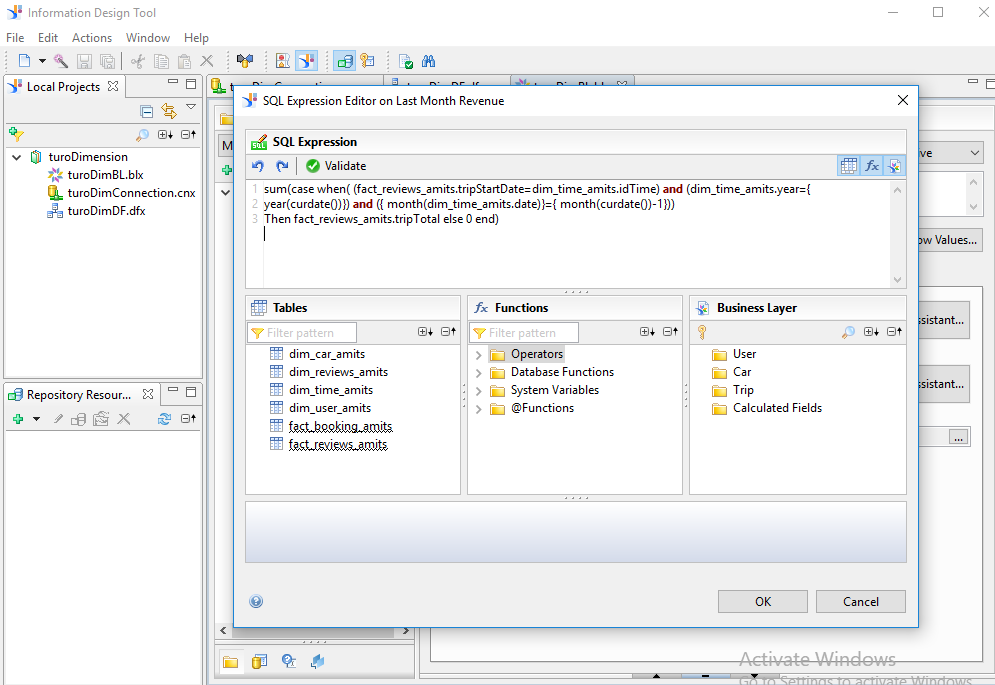 Information Design Tool
File Edit Actions Window Help
Local Projects
turoDimension
turoDimBL.blx
turoDimConnection.cnx
turoDimDF.dfx
Repository Resour...
SQL Expression Editor on Last Month Revenue
SQL Expression
Validate
1 sum(case when( (fact_reviews_amits.tripStartDate=dim_time_amits.idTime) and (dim_time_amits.year={
2 year(curdate())}) and ({ month(dim_time_amits.date)}={ month(curdate())-1}))
3 Then fact_reviews_amits.tripTotal else 0 end)
Tables
Filter pattern
dim_car_amits
dim_reviews_amits
dim_time_amits
dim_user_amits
fact_booking_amits
fact_reviews_amits
fx Functions
Filter pattern
Operators
Database Functions
System Variables
@Functions
Business Layer
User
Car
Trip
Calculated Fields
OK
Cancel
ve
ow Values...
sistant...
sistant...
...
Activate Windows
Go to Settings to activate Windows.